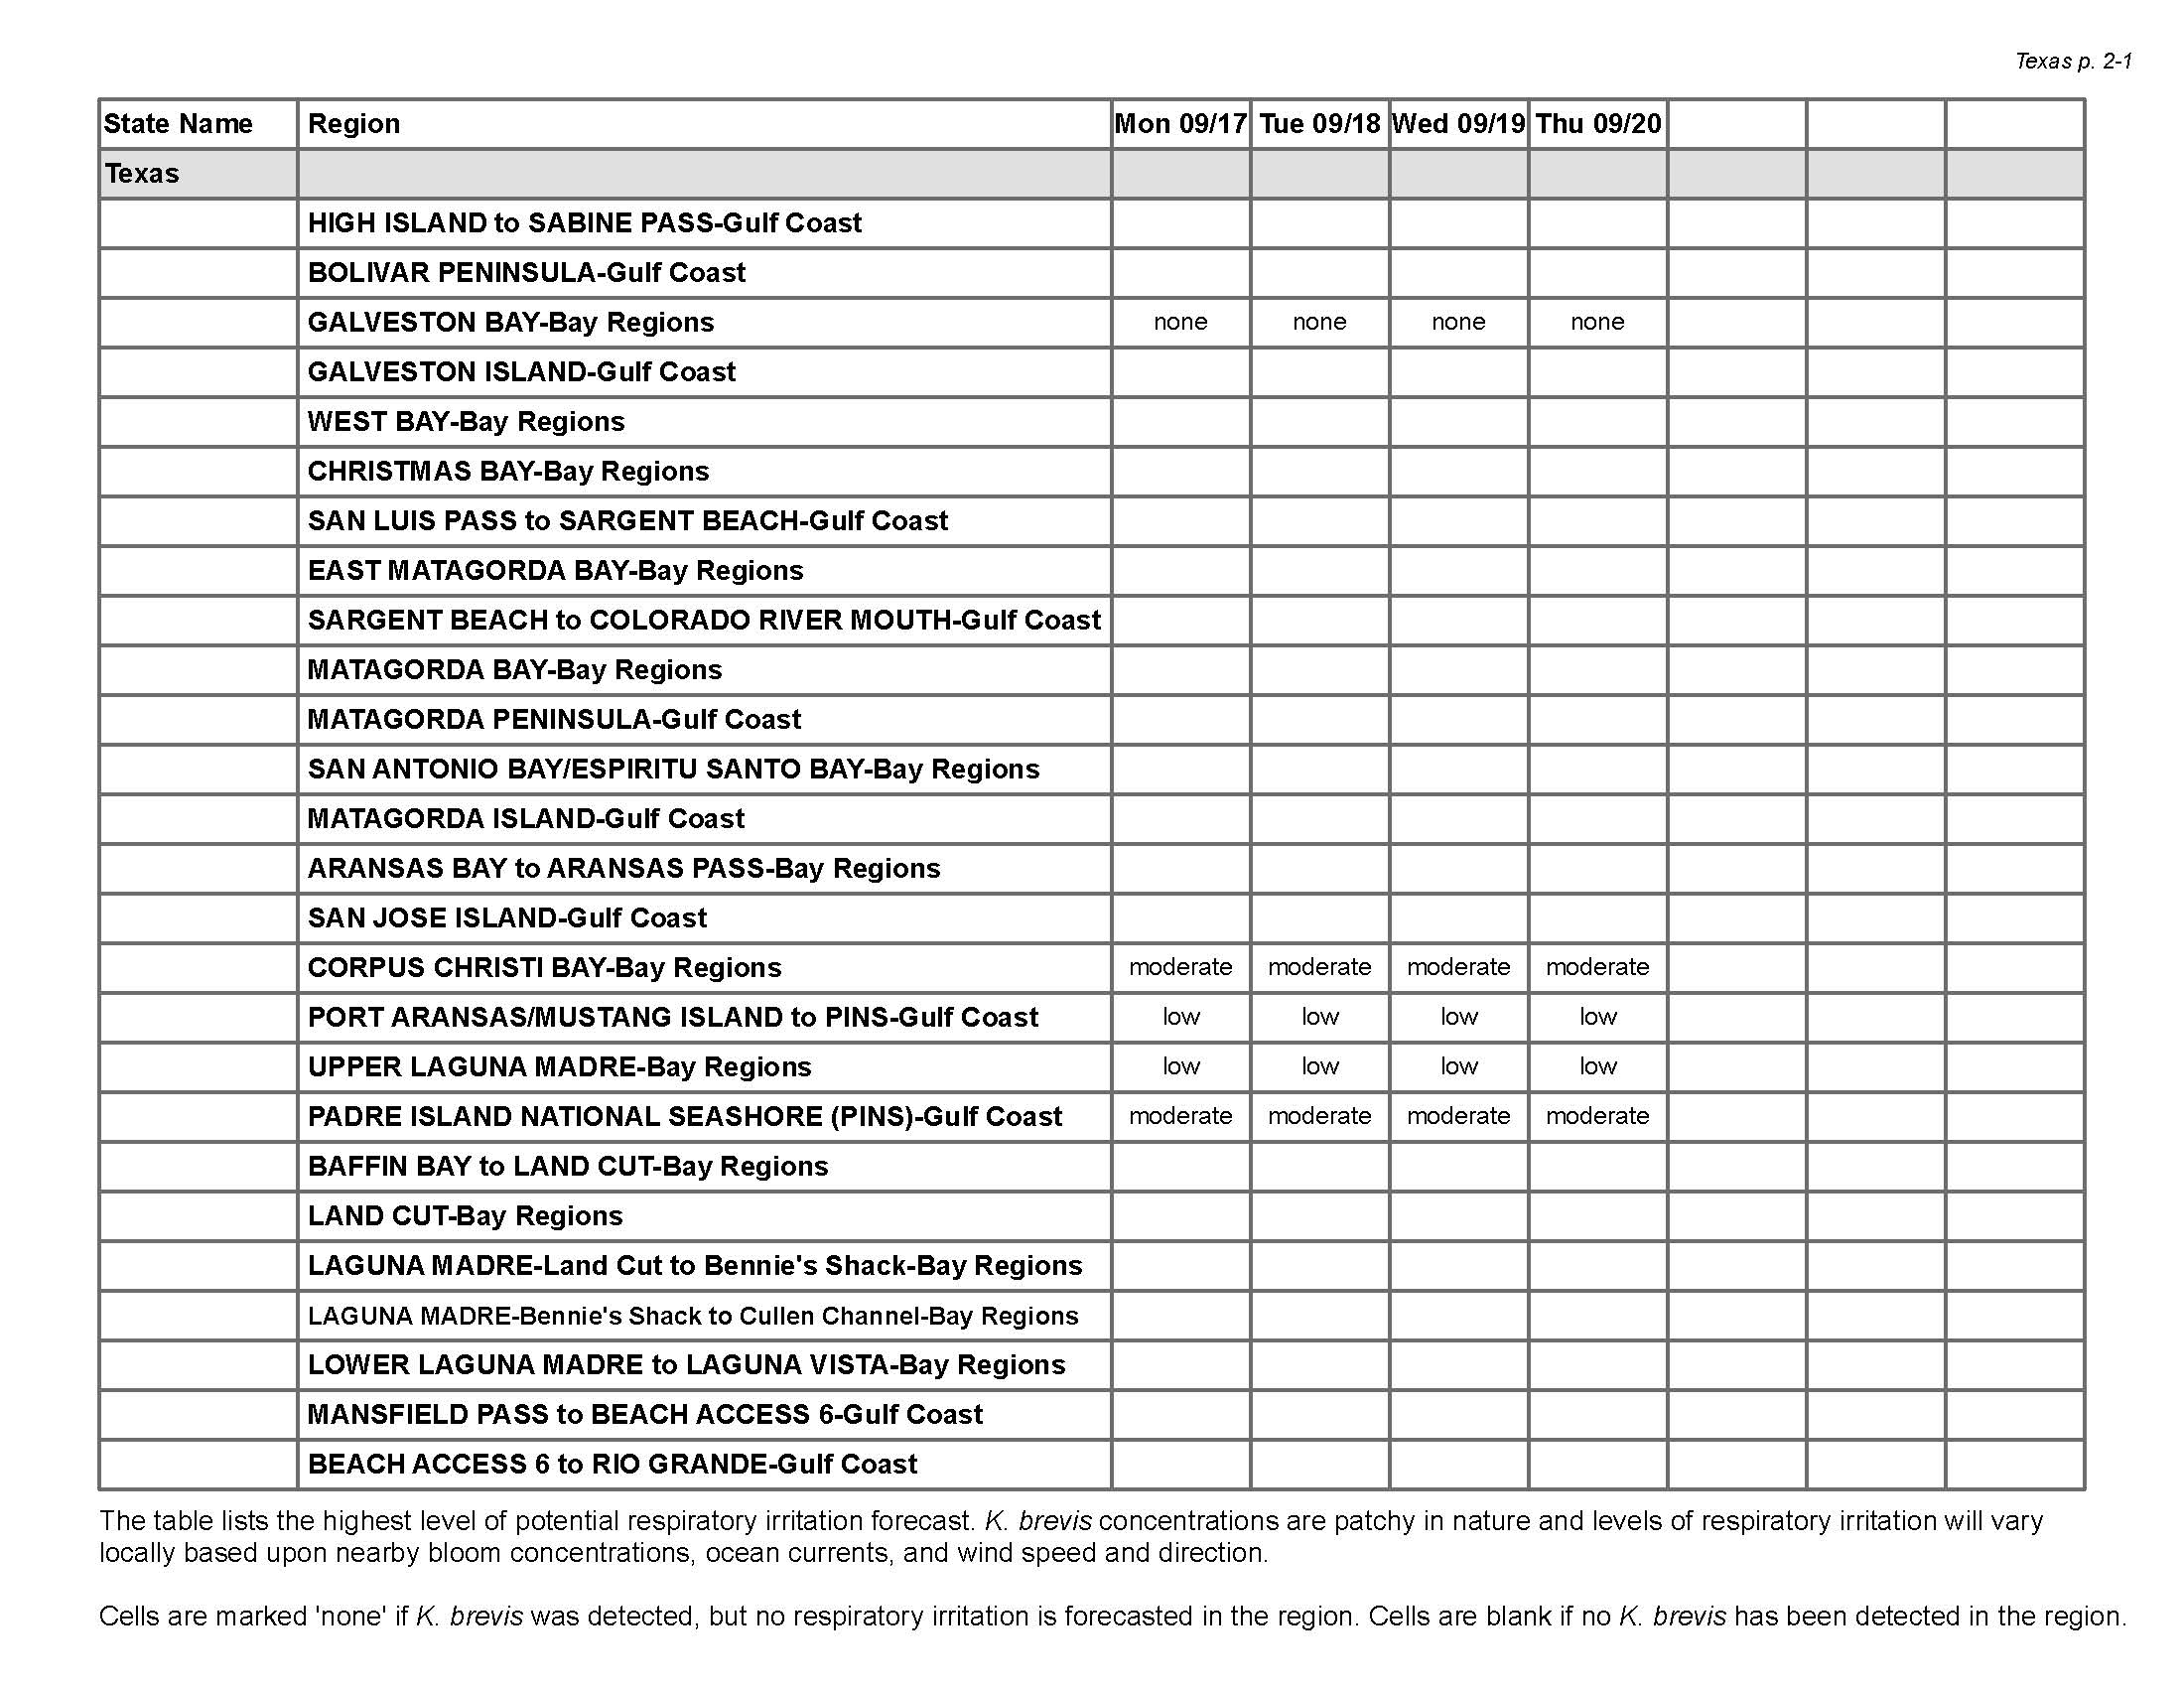 Texas p. 2-1
State Name Region Mon 09/17 Tue 09/18 Wed 09/19 Thu 09/20
Texas
HIGH ISLAND to SABINE PASS-Gulf Coast
BOLIVAR PENINSULA-Gulf Coast
GALVESTON BAY-Bay Regions none none none none
GALVESTON ISLAND-Gulf Coast
WEST BAY-Bay Regions
CHRISTMAS BAY-Bay Regions
SAN LUIS PASS to SARGENT BEACH-Gulf Coast
EAST MATAGORDA BAY-Bay Regions
SARGENT BEACH to COLORADO RIVER MOUTH-Gulf Coast
MATAGORDA BAY-Bay Regions
MATAGORDA PENINSULA-Gulf Coast
SAN ANTONIO BAY/ESPIRITU SANTO BAY-Bay Regions
MATAGORDA ISLAND-Gulf Coast
ARANSAS BAY to ARANSAS PASS-Bay Regions
SAN JOSE ISLAND-Gulf Coast
CORPUS CHRISTI BAY-Bay Regions moderate moderate moderate moderate
PORT ARANSAS/MUSTANG ISLAND to PINS-Gulf Coast low low low low
UPPER LAGUNA MADRE-Bay Regions low low low low
PADRE ISLAND NATIONAL SEASHORE (PINS)-Gulf Coast moderate moderate moderate moderate
BAFFIN BAY to LAND CUT-Bay Regions
LAND CUT-Bay Regions
LAGUNA MADRE-Land Cut to Bennie's Shack-Bay Regions
LAGUNA MADRE-Bennie's Shack to Cullen Channel-Bay Regions
LOWER LAGUNA MADRE to LAGUNA VISTA-Bay Regions
MANSFIELD PASS to BEACH ACCESS 6-Gulf Coast
BEACH ACCESS 6 to RIO GRANDE-Gulf Coast
The table lists the highest level of potential respiratory irritation forecast. K. brevis concentrations are patchy in nature and levels of respiratory irritation will vary
locally based upon nearby bloom concentrations, ocean currents, and wind speed and direction.
Cells are marked 'none' if K. brevis was detected, but no respiratory irritation is forecasted in the region. Cells are blank if no K. brevis has been detected in the region.